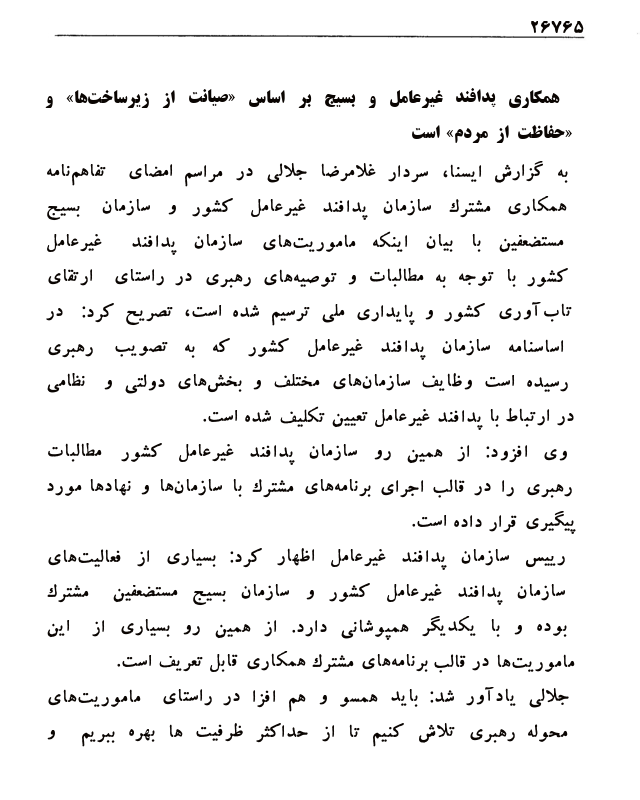 ۲۶۷۶۵
همکاری پدافند غیرعامل و بسیج بر اساس «صیانت از زیرساخت‌ها» و
«حفاظت از مردم» است
به گزارش ایسنا، سردار غلامرضا جلالی در مراسم امضای تفاهم‌نامه
همکاری مشترك سازمان پدافند غیرعامل کشور و سازمان بسیج
مستضعفین با بیان اینکه ماموریت‌های سازمان پدافند غیرعامل
کشور با توجه به مطالبات و توصیه‌های رهبری در راستای ارتقای
تاب‌آوری کشور و پایداری ملی ترسیم شده است، تصریح کرد: در
اساسنامه سازمان پدافند غیرعامل کشور که به تصویب رهبری
رسیده است وظایف سازمان‌های مختلف و بخش‌های دولتی و نظامی
در ارتباط با پدافند غیرعامل تعیین تکلیف شده است.
وی افزود: از همین رو سازمان پدافند غیرعامل کشور مطالبات
رهبری را در قالب اجرای برنامه‌های مشترك با سازمان‌ها و نهادها مورد
پیگیری قرار داده است.
رییس سازمان پدافند غیرعامل اظهار کرد: بسیاری از فعالیت‌های
سازمان پدافند غیرعامل کشور و سازمان بسیج مستضعفین مشترك
بوده و با یکدیگر همپوشانی دارد. از همین رو بسیاری از این
ماموریت‌ها در قالب برنامه‌های مشترك همکاری قابل تعریف است.
جلالی یادآور شد: باید همسو و هم افزا در راستای ماموریت‌های
محوله رهبری تلاش کنیم تا از حداکثر ظرفیت ها بهره ببریم و